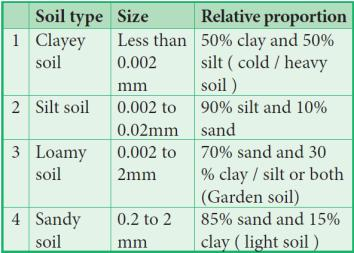 Soil type Size Relative proportion
1 Clayey Less than 50% clay and 50%
soil 0.002 silt ( cold / heavy
mm soil )
2 Silt soil 0.002 to 90% silt and 10%
0.02mm sand
3 Loamy 0.002 to 70% sand and 30
soil 2mm % clay / silt or both
(Garden soil)
4 Sandy 0.2 to 2 85% sand and 15%
soil mm clay ( light soil )